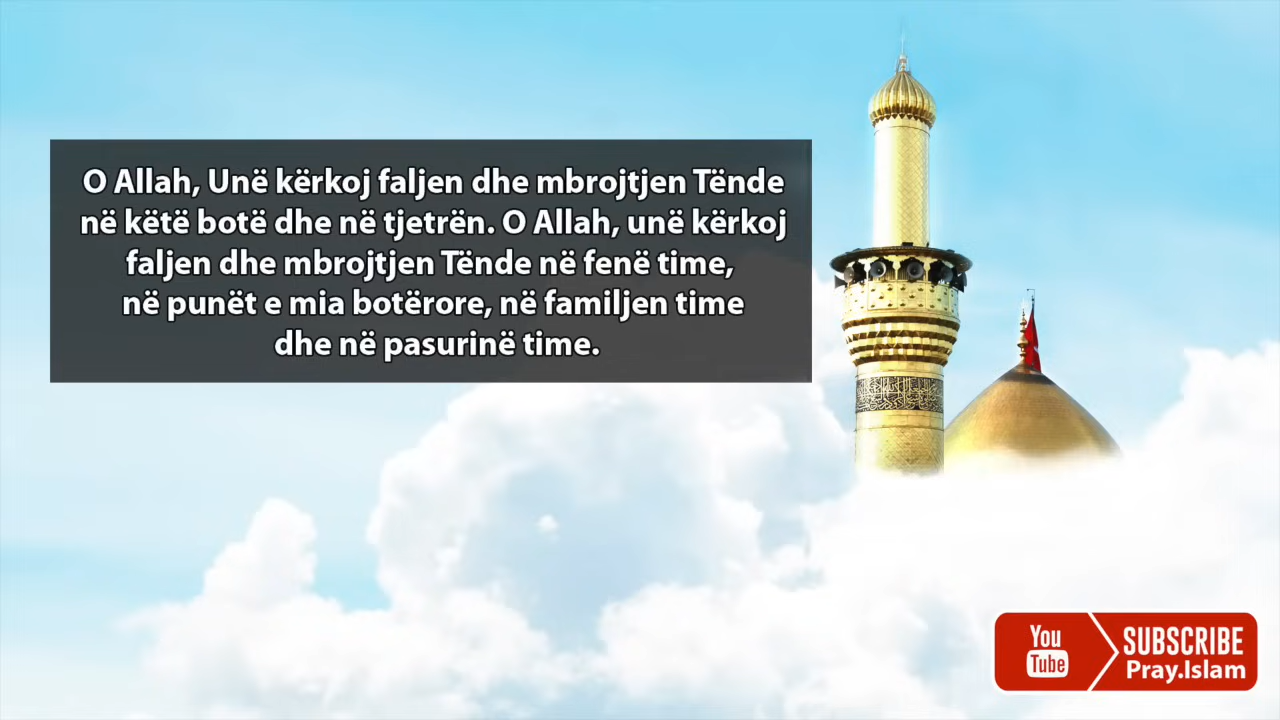 O Allah, Unë kërkoj faljen dhe mbrojtjen Tënde
në këtë botë dhe në tjetrën. O Allah, unë kërkoj
faljen dhe mbrojtjen Tënde në fenë time,
në punët e mia botërore, në familjen time
dhe në pasurinë time.
You
Tube
SUBSCRIBE
Pray.Islam